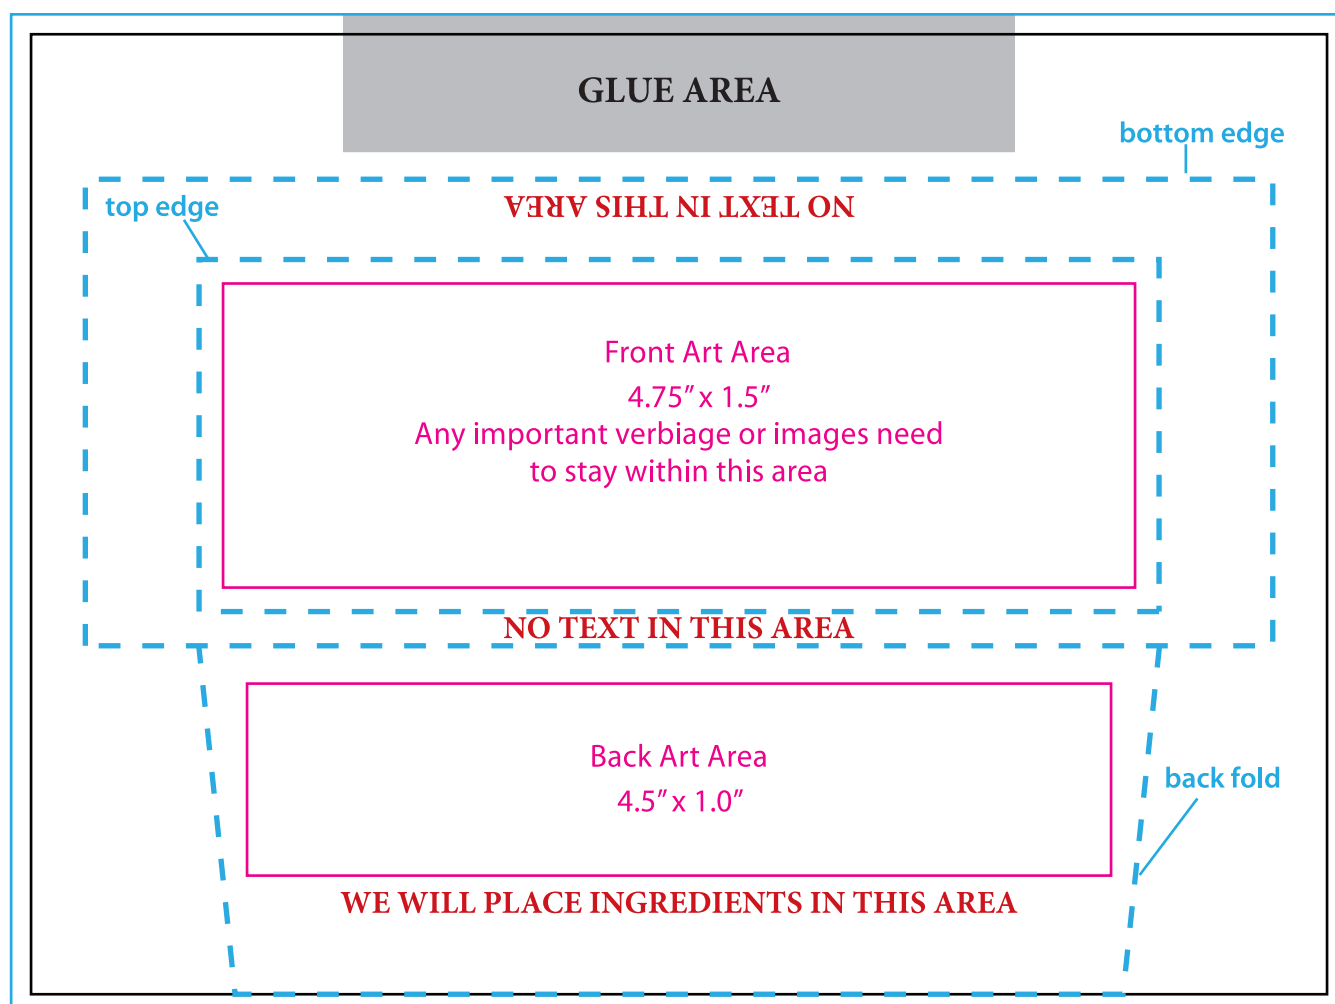 GLUE AREA
bottom edge
NO TEXT IN THIS AREA
top edge
Front Art Area
4.75” x 1.5”
Any important verbiage or images need
to stay within this area
NO TEXT IN THIS AREA
Back Art Area
4.5” x 1.0”
back fold
WE WILL PLACE INGREDIENTS IN THIS AREA